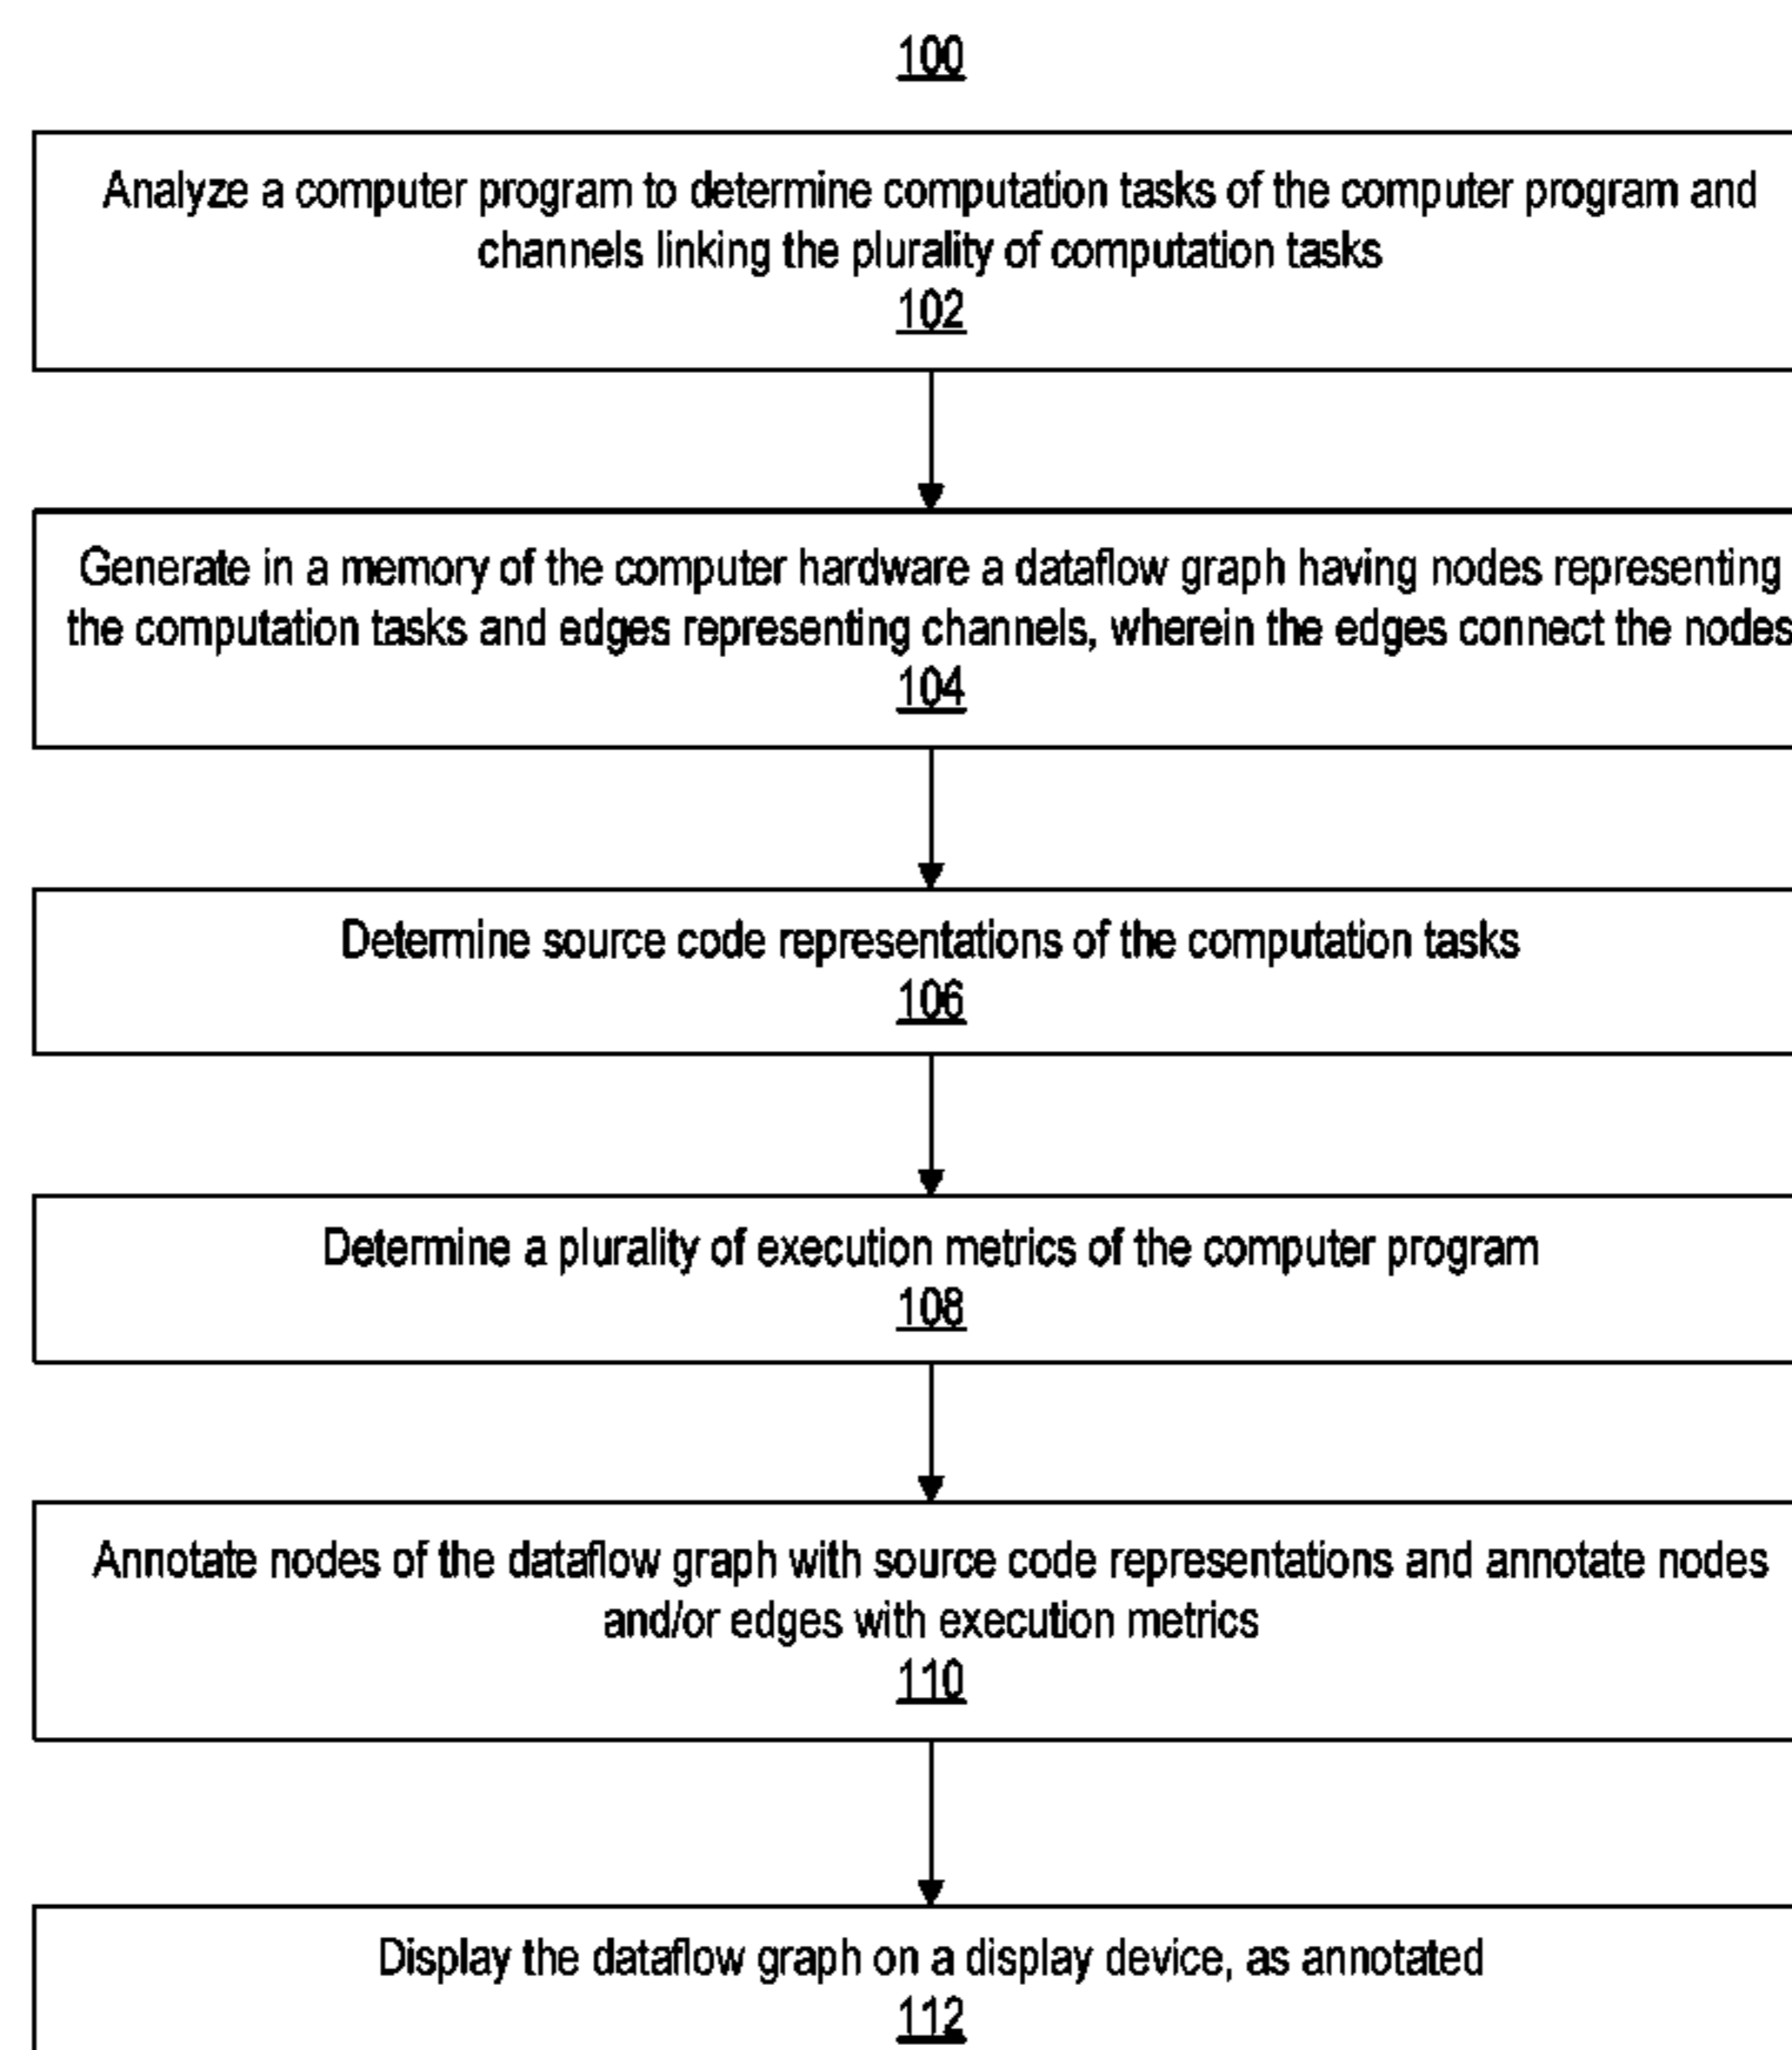 100
Analyze a computer program to determine computation tasks of the computer program and
channels linking the plurality of computation tasks
102
Generate in a memory of the computer hardware a dataflow graph having nodes representing
the computation tasks and edges representing channels, wherein the edges connect the nodes
104
Determine source code representations of the computation tasks
106
Determine a plurality of execution metrics of the computer program
108
Annotate nodes of the dataflow graph with source code representations and annotate nodes
and/or edges with execution metrics
110
Display the dataflow graph on a display device, as annotated
112